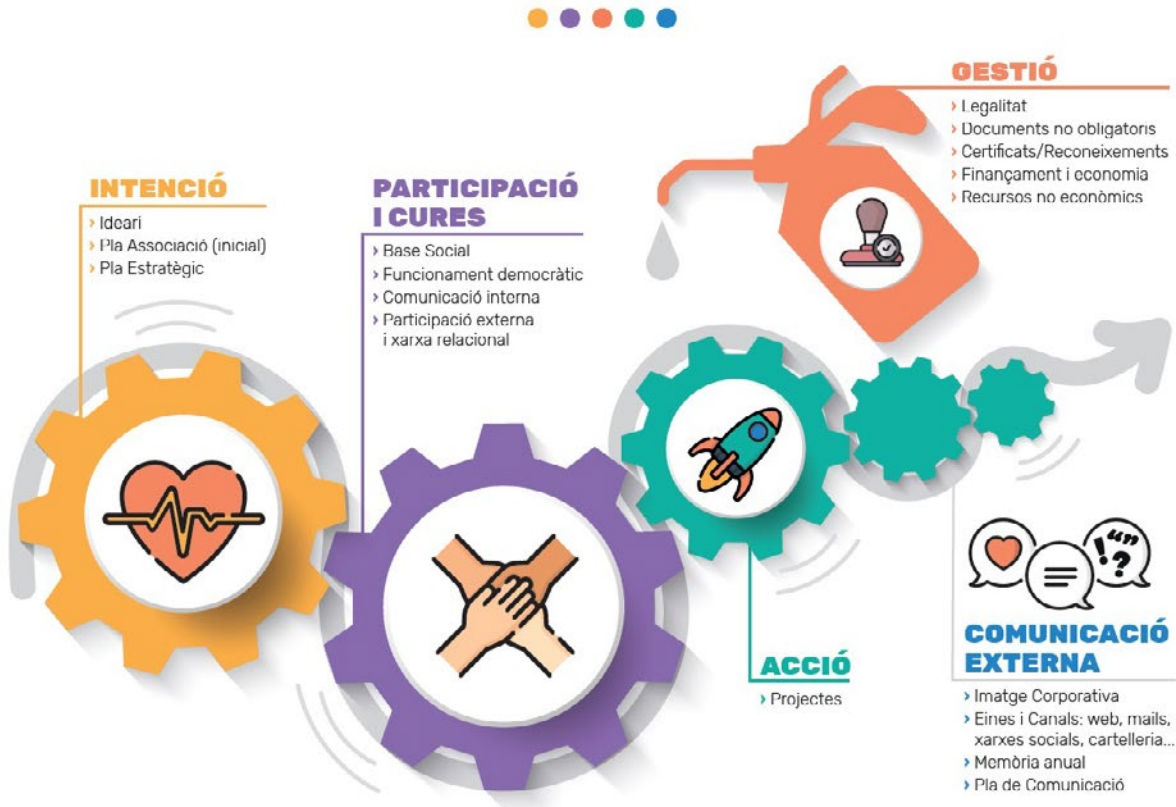 INTENCIÓ
› Ideari
› Pla Associació (inicial)
› Pla Estratègic
PARTICIPACIÓ
I CURES
› Base Social
› Funcionament democràtic
› Comunicació interna
› Participació externa
i xarxa relacional
GESTIÓ
› Legalitat
› Documents no obligatoris
› Certificats/Reconeixements
› Finançament i economia
› Recursos no econòmics
ACCIÓ
› Projectes
!“”?
COMUNICACIÓ
EXTERNA
› Imatge Corporativa
› Eines i Canals: web, mails,
xarxes socials, cartelleria...
› Memòria anual
› Pla de Comunicació